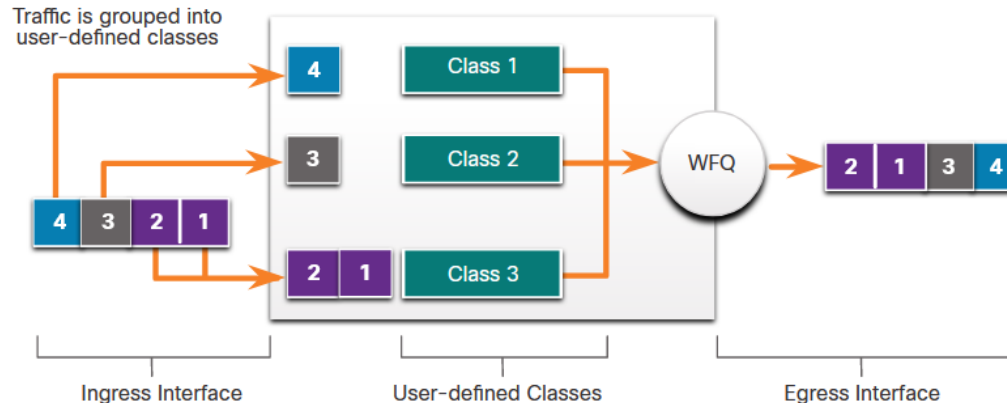 Traffic is grouped into
user-defined classes
4
Class 1
3
Class 2
WFQ
2 1 3 4
4 3 2 1
2 1
Class 3
Ingress Interface
User-defined Classes
Egress Interface